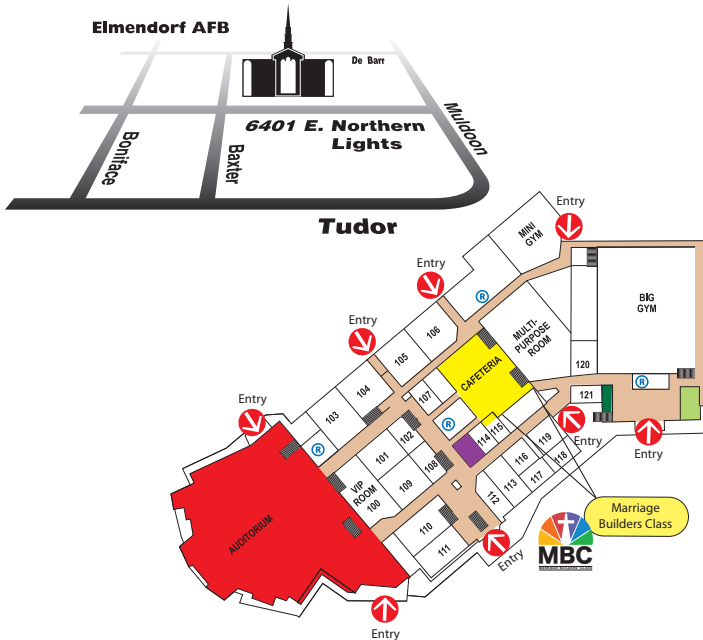 Elmendorf AFB
De Barr
6401 E. Northern
Lights
Boniface
Baxter
Muldoon
Tudor
Entry
MINI
GYM
Entry
BIG
GYM
R
Entry
106
MULTI-
PURPOSE
ROOM
105
CAFETERIA
120
104
R
Entry
107
121
103
R
102
115
114
119
Entry
Entry
R
101
108
116
118
VIP
ROOM
100
109
112
113
117
Marriage
Builders Class
AUDITORIUM
110
111
MBC
Entry
Entry